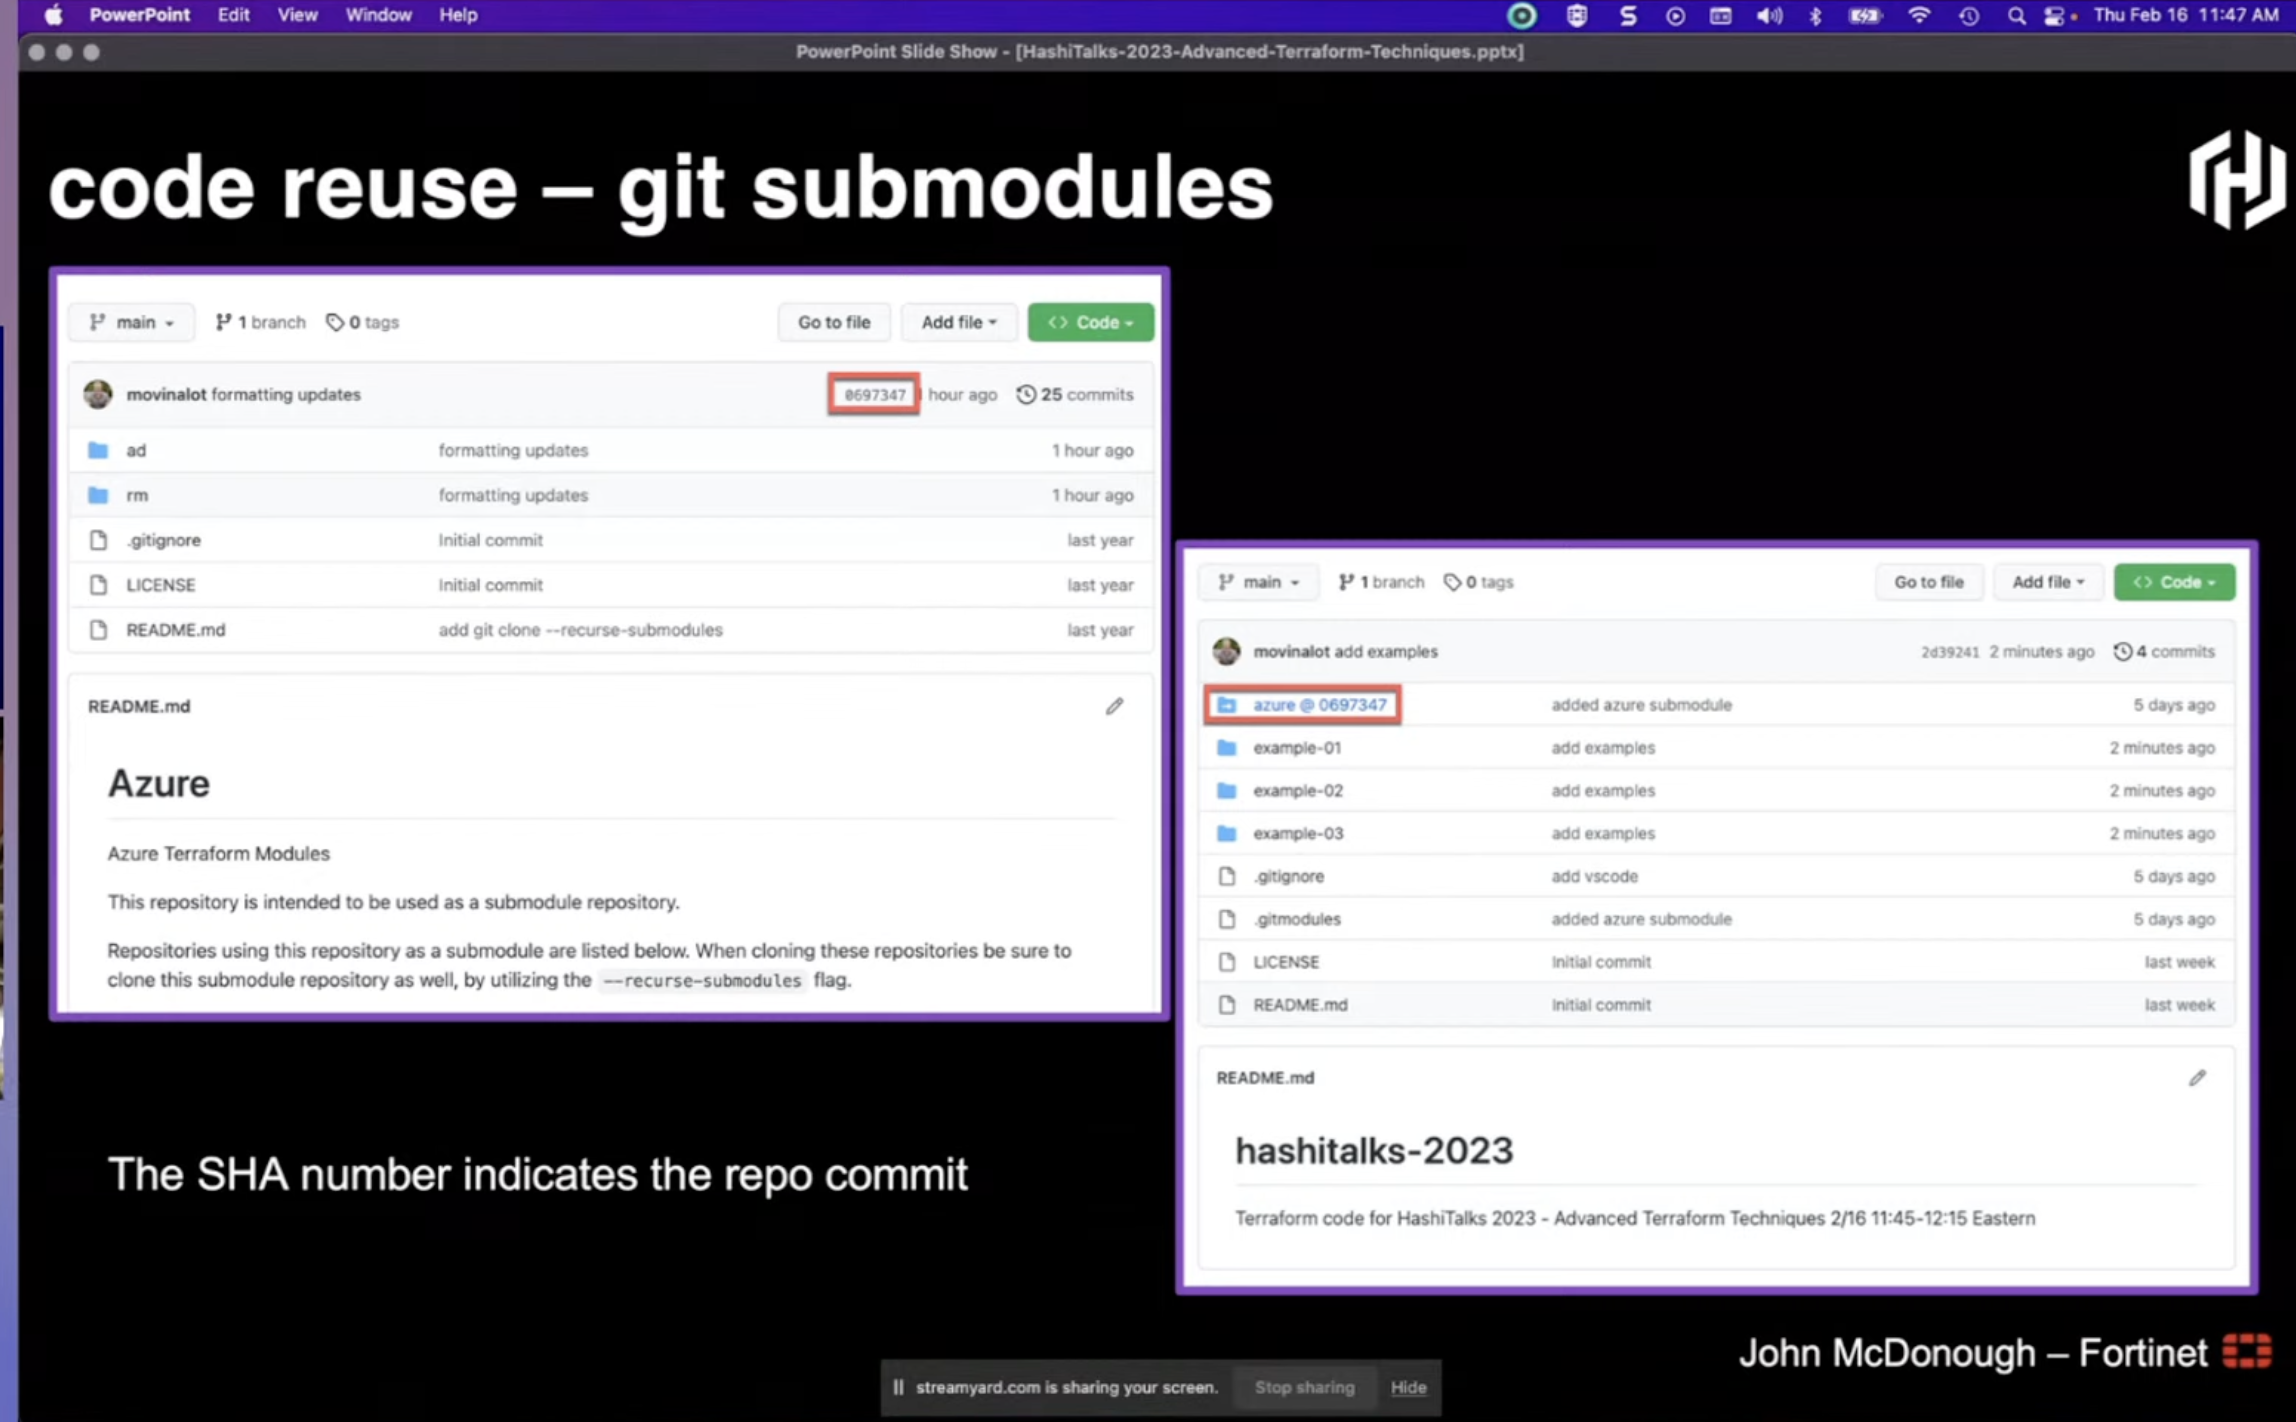 PowerPoint Edit View Window Help
Thu Feb 16 11:47 AM
PowerPoint Slide Show - [HashiTalks-2023-Advanced-Terraform-Techniques.pptx]
code reuse – git submodules
main 1 branch 0 tags Go to file Add file <> Code
movinalot formatting updates 0697347 hour ago 25 commits
ad formatting updates 1 hour ago
rm formatting updates 1 hour ago
.gitignore Initial commit last year
LICENSE Initial commit last year
README.md add git clone --recurse-submodules last year
README.md
Azure
Azure Terraform Modules
This repository is intended to be used as a submodule repository.
Repositories using this repository as a submodule are listed below. When cloning these repositories be sure to
clone this submodule repository as well, by utilizing the --recurse-submodules flag.
main 1 branch 0 tags Go to file Add file <> Code
movinalot add examples 2d39241 2 minutes ago 4 commits
azure @ 0697347 added azure submodule 5 days ago
example-01 add examples 2 minutes ago
example-02 add examples 2 minutes ago
example-03 add examples 2 minutes ago
.gitignore add vscode 5 days ago
.gitmodules added azure submodule 5 days ago
LICENSE Initial commit last week
README.md Initial commit last week
README.md
hashitalks-2023
Terraform code for HashiTalks 2023 - Advanced Terraform Techniques 2/16 11:45-12:15 Eastern
The SHA number indicates the repo commit
John McDonough – Fortinet
streamyard.com is sharing your screen. Stop sharing Hide